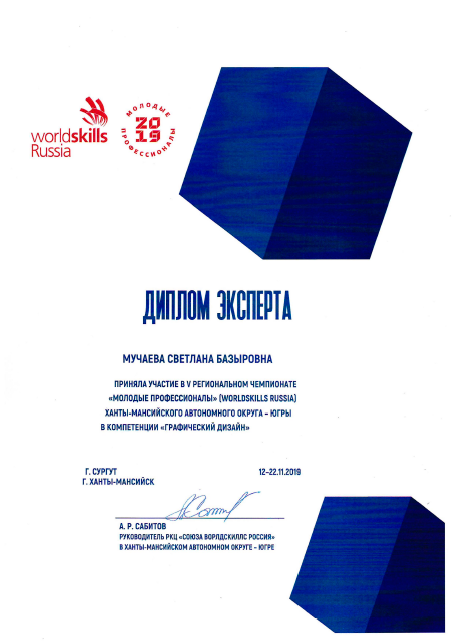 worldskills
Russia
МОЛОДЫЕ
2019
ПРОФЕССИОНАЛЫ
ДИПЛОМ ЭКСПЕРТА
МУЧАЕВА СВЕТЛАНА БАЗЫРОВНА
ПРИНЯЛА УЧАСТИЕ В V РЕГИОНАЛЬНОМ ЧЕМПИОНАТЕ
«МОЛОДЫЕ ПРОФЕССИОНАЛЫ» (WORLDSKILLS RUSSIA)
ХАНТЫ-МАНСИЙСКОГО АВТОНОМНОГО ОКРУГА – ЮГРЫ
В КОМПЕТЕНЦИИ «ГРАФИЧЕСКИЙ ДИЗАЙН»
Г. СУРГУТ 12-22.11.2019
Г. ХАНТЫ-МАНСИЙСК
А. Р. САБИТОВ
РУКОВОДИТЕЛЬ РКЦ «СОЮЗА ВОРЛДСКИЛЛС РОССИЯ»
В ХАНТЫ-МАНСИЙСКОМ АВТОНОМНОМ ОКРУГЕ – ЮГРЕ